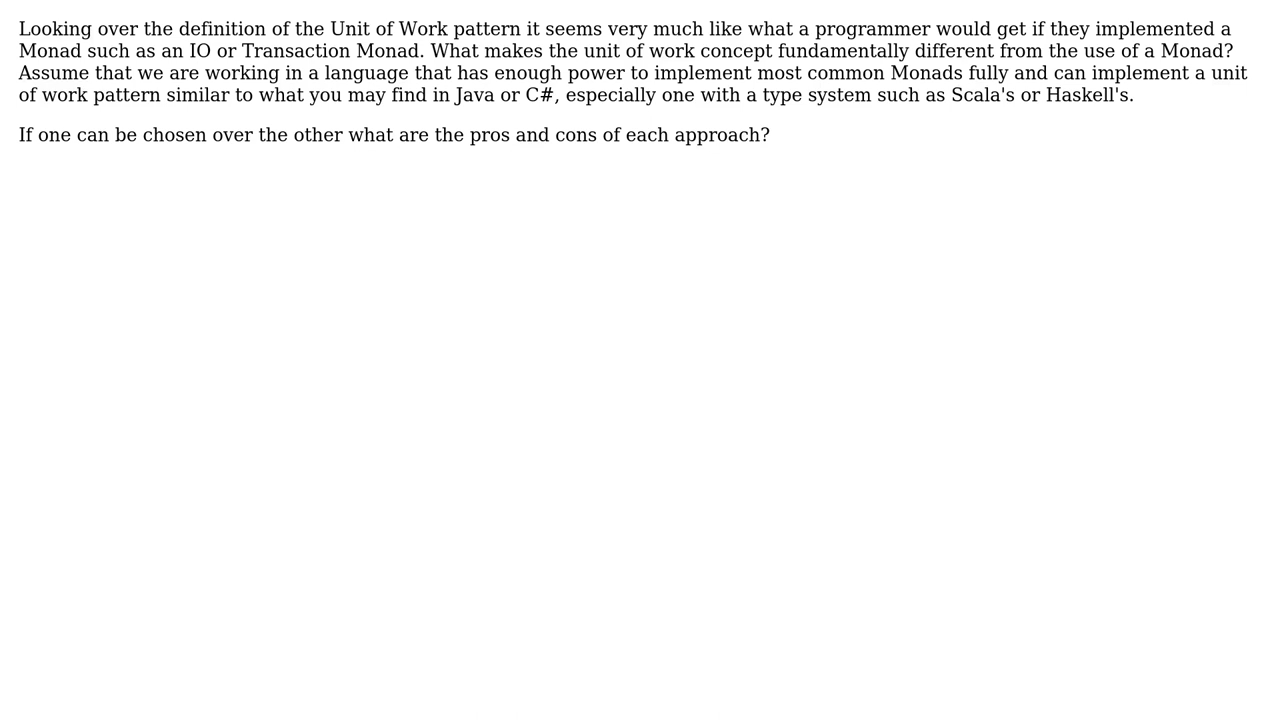 Looking over the definition of the Unit of Work pattern it seems very much like what a programmer would get if they implemented a
Monad such as an IO or Transaction Monad. What makes the unit of work concept fundamentally different from the use of a Monad?
Assume that we are working in a language that has enough power to implement most common Monads fully and can implement a unit
of work pattern similar to what you may find in Java or C#, especially one with a type system such as Scala's or Haskell's.
If one can be chosen over the other what are the pros and cons of each approach?